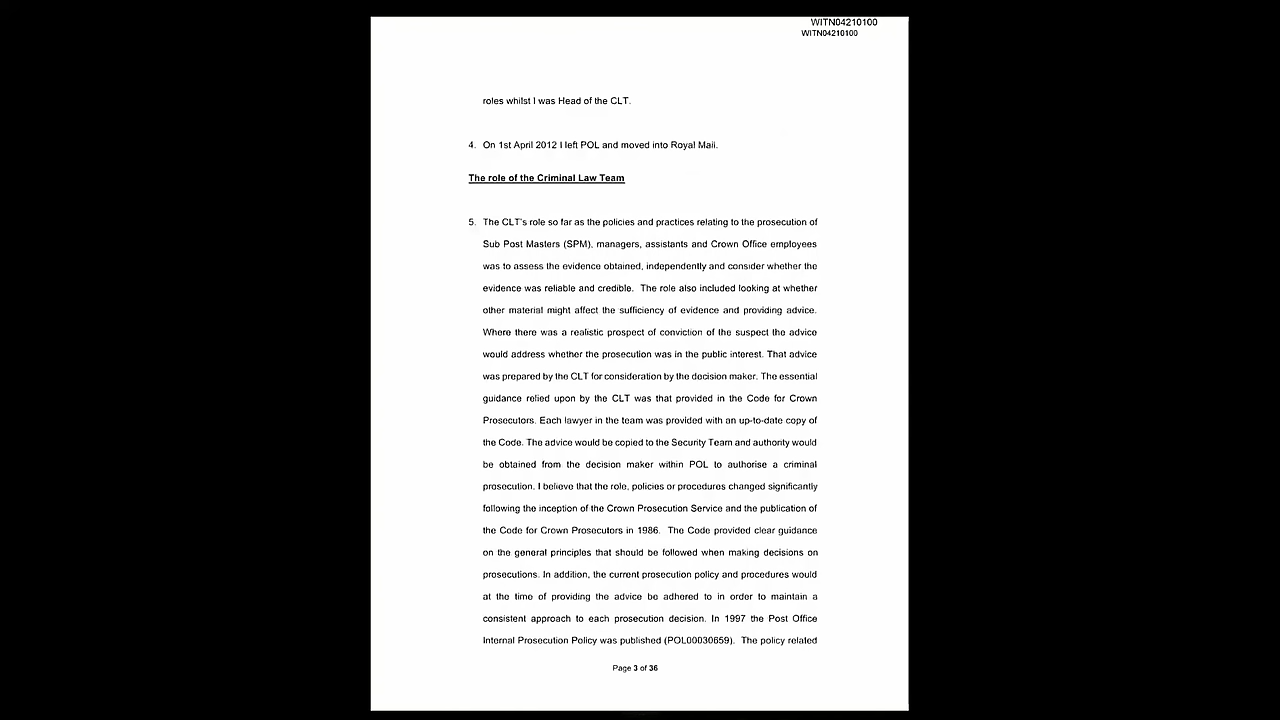 WITN04210100
WITN04210100
roles whilst I was Head of the CLT.
4. On 1st April 2012 I left POL and moved into Royal Mail.
The role of the Criminal Law Team
5. The CLT's role so far as the policies and practices relating to the prosecution of
Sub Post Masters (SPM), managers, assistants and Crown Office employees
was to assess the evidence obtained, independently and consider whether the
evidence was reliable and credible. The role also included looking at whether
other material might affect the sufficiency of evidence and providing advice.
Where there was a realistic prospect of conviction of the suspect the advice
would address whether the prosecution was in the public interest. That advice
was prepared by the CLT for consideration by the decision maker. The essential
guidance relied upon by the CLT was that provided in the Code for Crown
Prosecutors. Each lawyer in the team was provided with an up-to-date copy of
the Code. The advice would be copied to the Security Team and authority would
be obtained from the decision maker within POL to authorise a criminal
prosecution. I believe that the role, policies or procedures changed significantly
following the inception of the Crown Prosecution Service and the publication of
the Code for Crown Prosecutors in 1986. The Code provided clear guidance
on the general principles that should be followed when making decisions on
prosecutions. In addition, the current prosecution policy and procedures would
at the time of providing the advice be adhered to in order to maintain a
consistent approach to each prosecution decision. In 1997 the Post Office
Internal Prosecution Policy was published (POL00030659). The policy related
Page 3 of 36